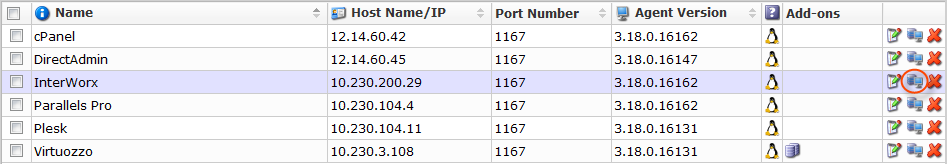 Name Host Name/IP Port Number Agent Version ? Add-ons
cPanel 12.14.60.42 1167 3.18.0.16162
DirectAdmin 12.14.60.45 1167 3.18.0.16147
InterWorx 10.230.200.29 1167 3.18.0.16162
Parallels Pro 10.230.104.4 1167 3.18.0.16162
Plesk 10.230.104.11 1167 3.18.0.16131
Virtuozzo 10.230.3.108 1167 3.18.0.16131